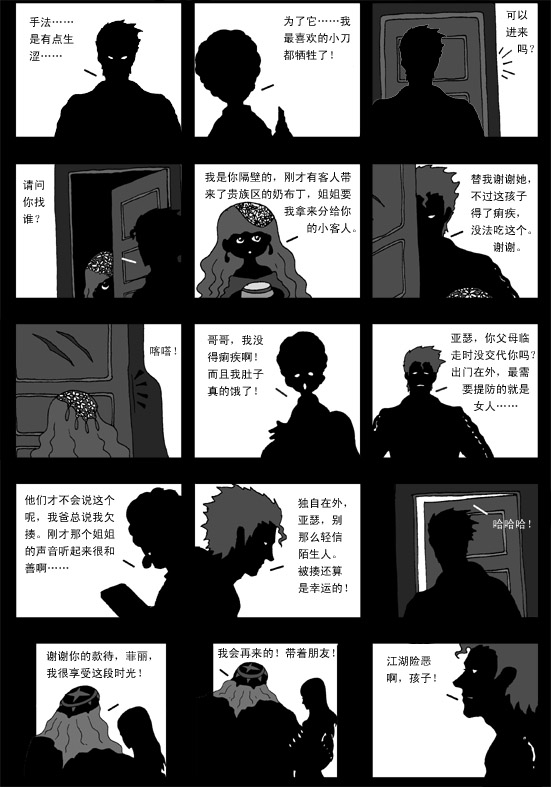 手法……
是有点生
涩……
为了它……我
最喜欢的小刀
都牺牲了！
可以
进来
吗？
请问
你找
谁？
我是你隔壁的，刚才有客人带
来了贵族区的奶布丁，姐姐要
我拿来分给你
的小客人。
替我谢谢她，
不过这孩子
得了痢疾，
没法吃这个。
谢谢。
喀嗒！
哥哥，我没
得痢疾啊！
而且我肚子
真的饿了！
亚瑟，你父母临
走时没交代你吗？
出门在外，最需
要提防的就是
女人……
他们才不会说这个
呢，我爸总说我欠
揍。刚才那个姐姐
的声音听起来很和
善啊……
独自在外，
亚瑟，别
那么轻信
陌生人。
被揍还算
是幸运的！
哈哈哈！
谢谢你的款待，菲丽，
我很享受这段时光！
我会再来的！带着朋友！
江湖险恶
啊，孩子！